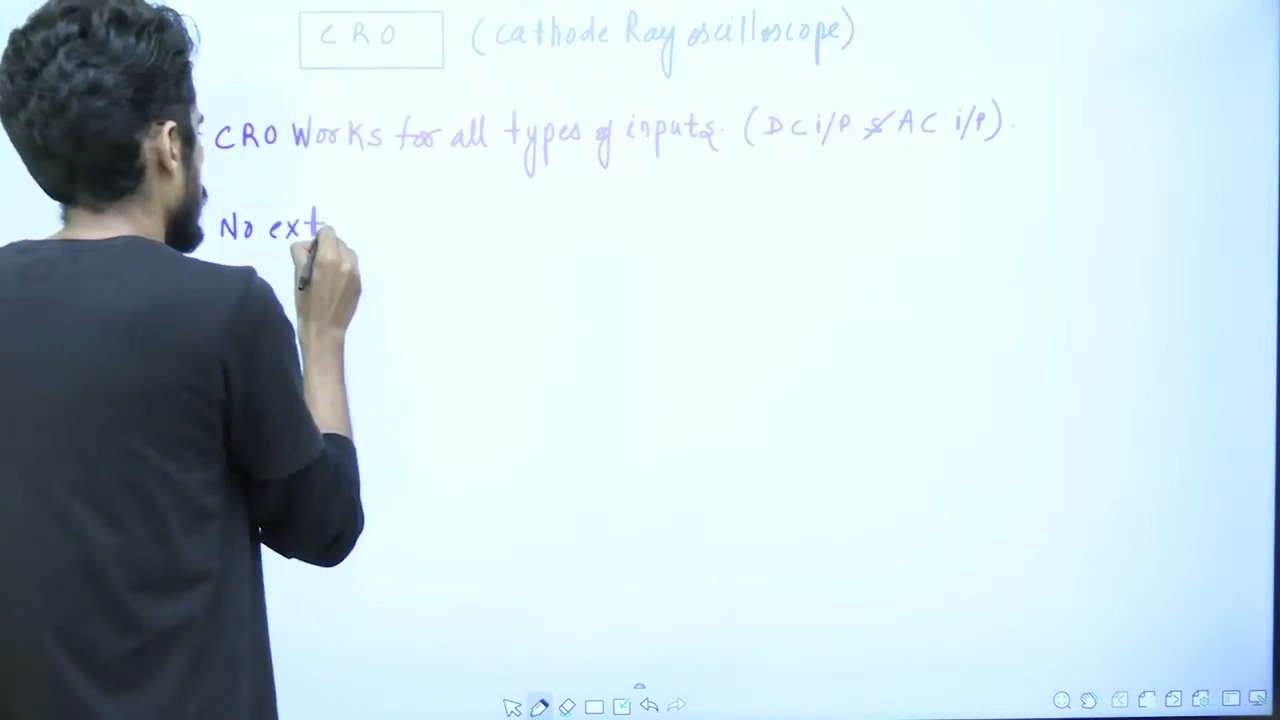 CRO (Cathode Ray oscilloscope)
CRO Works for all types of inputs. (DC i/P & AC i/P).
No ext